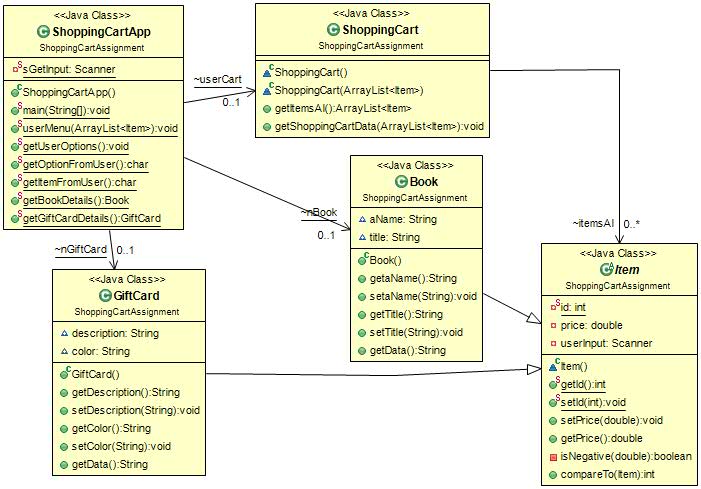 <<Java Class>>
ShoppingCartApp
ShoppingCartAssignment
sGetInput: Scanner
ShoppingCartApp()
main(String[]):void
userMenu(ArrayList<Item>):void
getUserOptions():void
getOptionFromUser():char
getItemFromUser():char
getBookDetails():Book
getGiftCardDetails():GiftCard
~userCart
0..1
<<Java Class>>
ShoppingCart
ShoppingCartAssignment
ShoppingCart()
ShoppingCart(ArrayList<Item>)
getItemsAl():ArrayList<Item>
getShoppingCartData(ArrayList<Item>):void
~nBook
0..1
<<Java Class>>
Book
ShoppingCartAssignment
aName: String
title: String
Book()
getaName():String
setaName(String):void
getTitle():String
setTitle(String):void
getData():String
~itemsAl
0..*
~nGiftCard
0..1
<<Java Class>>
GiftCard
ShoppingCartAssignment
description: String
color: String
GiftCard()
getDescription():String
setDescription(String):void
getColor():String
setColor(String):void
getData():String
<<Java Class>>
Item
ShoppingCartAssignment
id: int
price: double
userInput: Scanner
Item()
getId():int
setId(int):void
setPrice(double):void
getPrice():double
isNegative(double):boolean
compareTo(Item):int